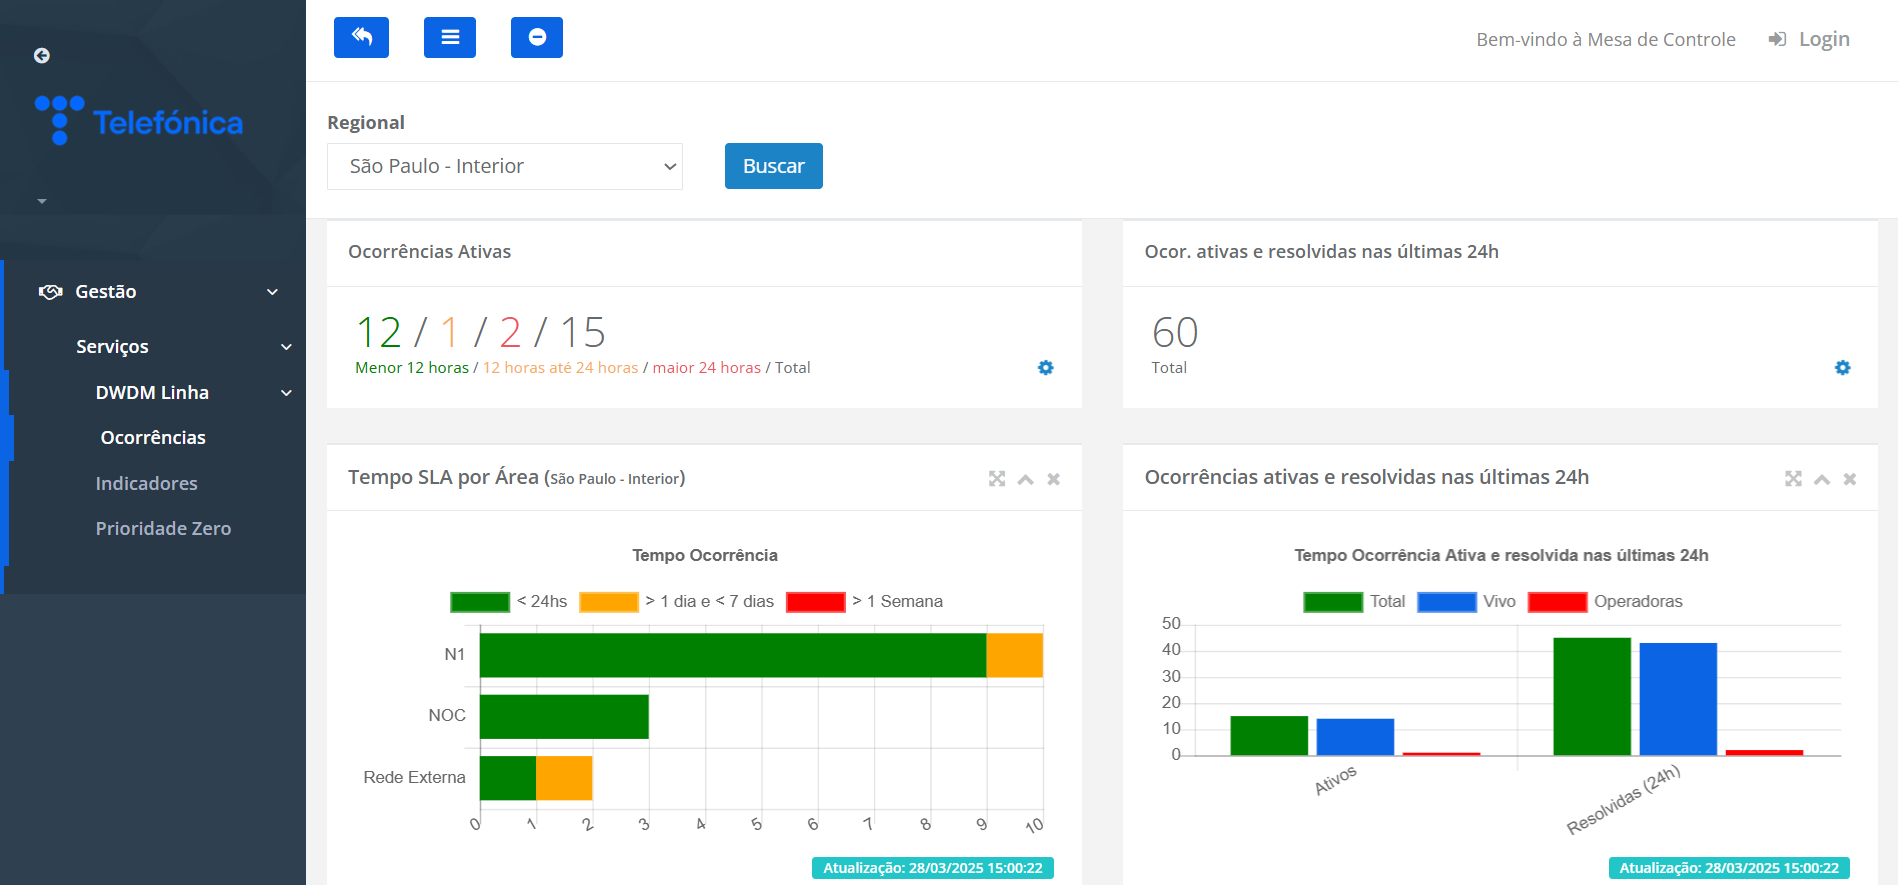 Bem-vindo à Mesa de Controle
Login
Telefónica
Gestão
Serviços
DWDM Linha
Ocorrências
Indicadores
Prioridade Zero
Regional
São Paulo - Interior
Buscar
Ocorrências Ativas
12 / 1 / 2 / 15
Menor 12 horas / 12 horas até 24 horas / maior 24 horas / Total
Ocor. ativas e resolvidas nas últimas 24h
60
Total
Tempo SLA por Área (São Paulo - Interior)
Tempo Ocorrência
< 24hs > 1 dia e < 7 dias > 1 Semana
N1
NOC
Rede Externa
0 1 2 3 4 5 6 7 8 9 10
Atualização: 28/03/2025 15:00:22
Ocorrências ativas e resolvidas nas últimas 24h
Tempo Ocorrência Ativa e resolvida nas últimas 24h
Total Vivo Operadoras
50
40
30
20
10
0
Ativos Resolvidas (24h)
Atualização: 28/03/2025 15:00:22